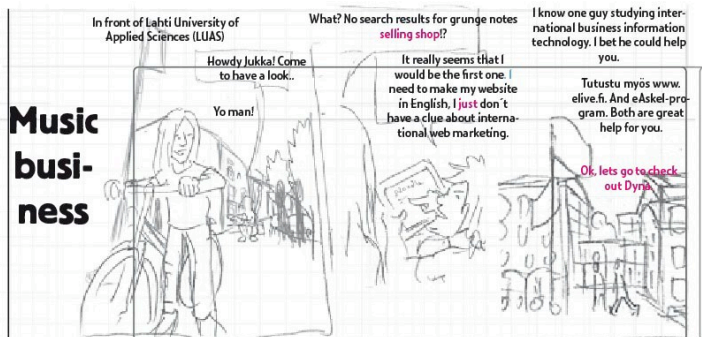 Music
busi-
ness
In front of Lahti University of
Applied Sciences (LUAS)
Howdy Jukka! Come
to have a look..
Yo man!
What? No search results for grunge notes
selling shop!?
It really seems that I
would be the first one. I
need to make my website
in English, I just don´t
have a clue about interna-
tional web marketing.
I know one guy studying inter-
national business information
technology. I bet he could help
you.
Tutustu myös www.
elive.fi. And eAskel-pro-
gram. Both are great
help for you.
Ok, lets go to check
out Dyna